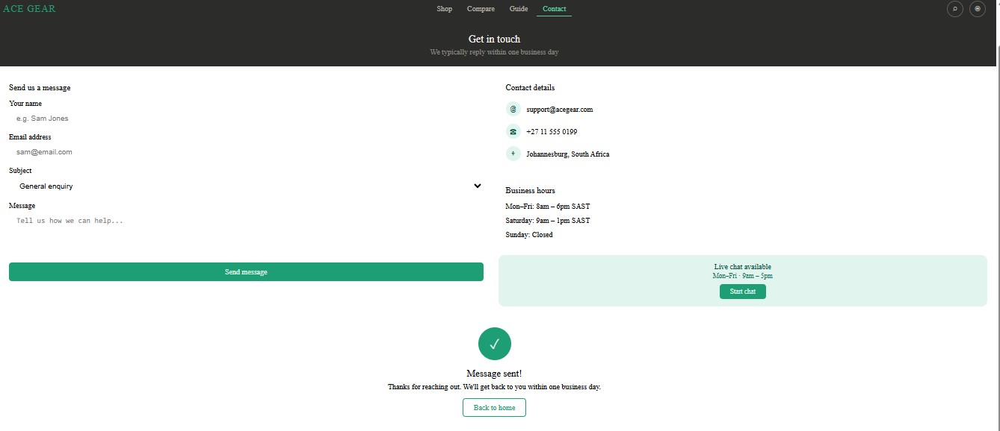 ACE GEAR
Shop Compare Guide Contact
Get in touch
We typically reply within one business day
Send us a message
Your name
e.g. Sam Jones
Email address
sam@email.com
Subject
General enquiry
Message
Tell us how we can help...
Send message
Contact details
@ support@acegear.com
☎ +27 11 555 0199
Johannesburg, South Africa
Business hours
Mon–Fri: 8am – 6pm SAST
Saturday: 9am – 1pm SAST
Sunday: Closed
Live chat available
Mon–Fri · 9am – 5pm
Start chat
✓
Message sent!
Thanks for reaching out. We'll get back to you within one business day.
Back to home